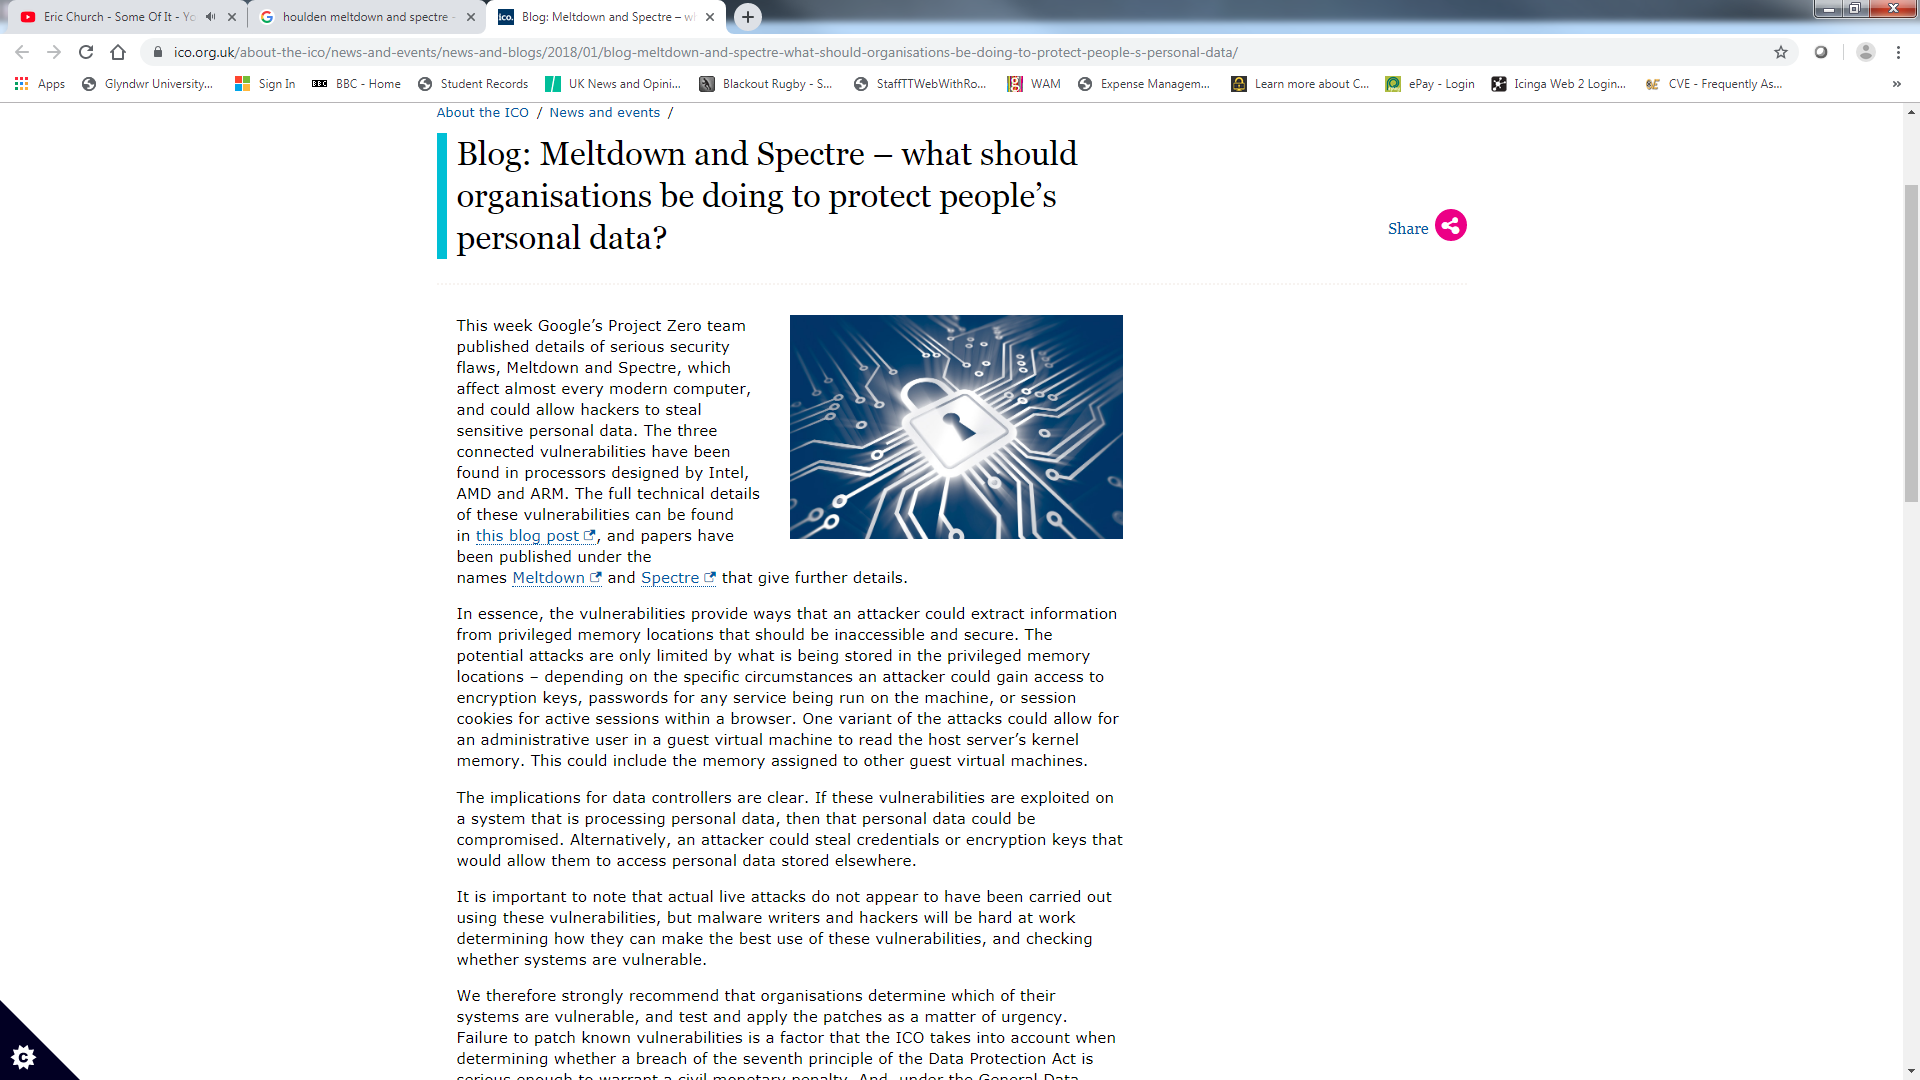 Eric Church - Some Of It - Yo
houlden meltdown and spectre -
ico. Blog: Meltdown and Spectre – wh
ico.org.uk/about-the-ico/news-and-events/news-and-blogs/2018/01/blog-meltdown-and-spectre-what-should-organisations-be-doing-to-protect-people-s-personal-data/
Apps Glyndwr University... Sign In BBC BBC - Home Student Records UK News and Opini... Blackout Rugby - S... StaffTTWebWithRo... WAM Expense Managem... Learn more about C... ePay - Login Icinga Web 2 Login... CVE - Frequently As... »
About the ICO / News and events /
Blog: Meltdown and Spectre – what should
organisations be doing to protect people’s
personal data?
Share
This week Google’s Project Zero team
published details of serious security
flaws, Meltdown and Spectre, which
affect almost every modern computer,
and could allow hackers to steal
sensitive personal data. The three
connected vulnerabilities have been
found in processors designed by Intel,
AMD and ARM. The full technical details
of these vulnerabilities can be found
in this blog post, and papers have
been published under the
names Meltdown and Spectre that give further details.
In essence, the vulnerabilities provide ways that an attacker could extract information
from privileged memory locations that should be inaccessible and secure. The
potential attacks are only limited by what is being stored in the privileged memory
locations – depending on the specific circumstances an attacker could gain access to
encryption keys, passwords for any service being run on the machine, or session
cookies for active sessions within a browser. One variant of the attacks could allow for
an administrative user in a guest virtual machine to read the host server’s kernel
memory. This could include the memory assigned to other guest virtual machines.
The implications for data controllers are clear. If these vulnerabilities are exploited on
a system that is processing personal data, then that personal data could be
compromised. Alternatively, an attacker could steal credentials or encryption keys that
would allow them to access personal data stored elsewhere.
It is important to note that actual live attacks do not appear to have been carried out
using these vulnerabilities, but malware writers and hackers will be hard at work
determining how they can make the best use of these vulnerabilities, and checking
whether systems are vulnerable.
We therefore strongly recommend that organisations determine which of their
systems are vulnerable, and test and apply the patches as a matter of urgency.
Failure to patch known vulnerabilities is a factor that the ICO takes into account when
determining whether a breach of the seventh principle of the Data Protection Act is
serious enough to warrant a civil monetary penalty. And, under the General Data